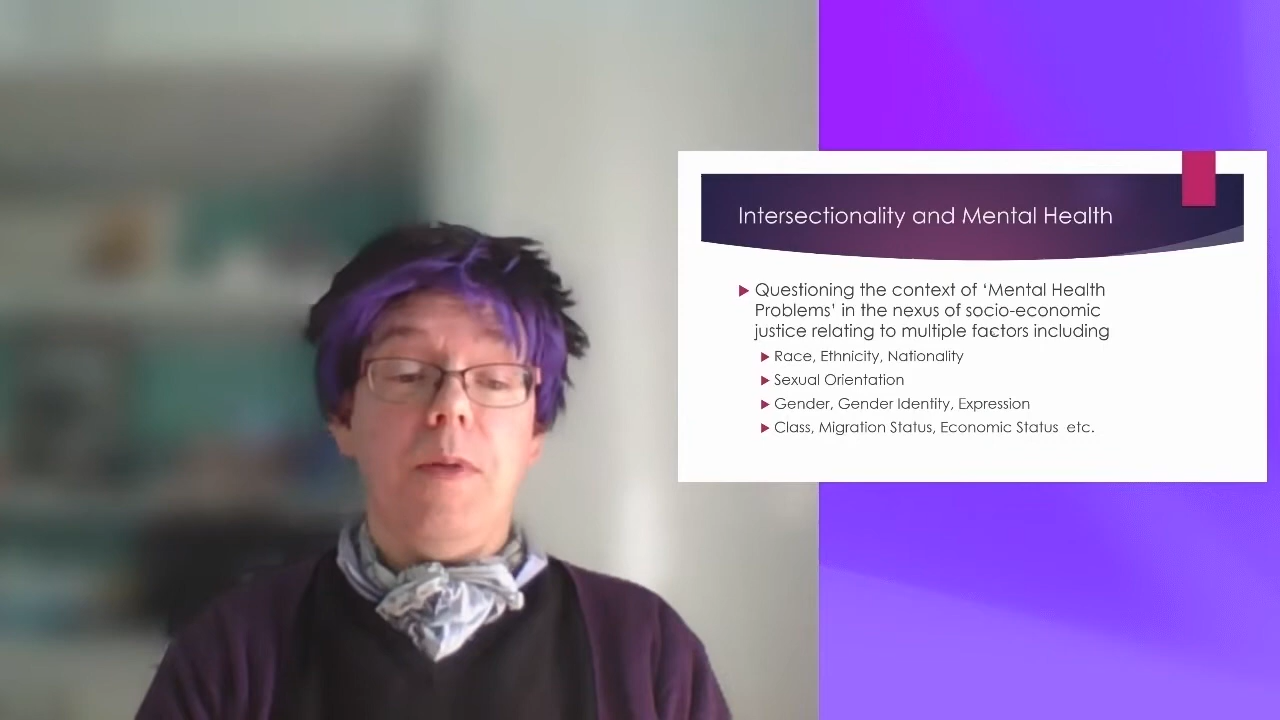 Intersectionality and Mental Health
Questioning the context of ‘Mental Health
Problems’ in the nexus of socio-economic
justice relating to multiple factors including
Race, Ethnicity, Nationality
Sexual Orientation
Gender, Gender Identity, Expression
Class, Migration Status, Economic Status etc.